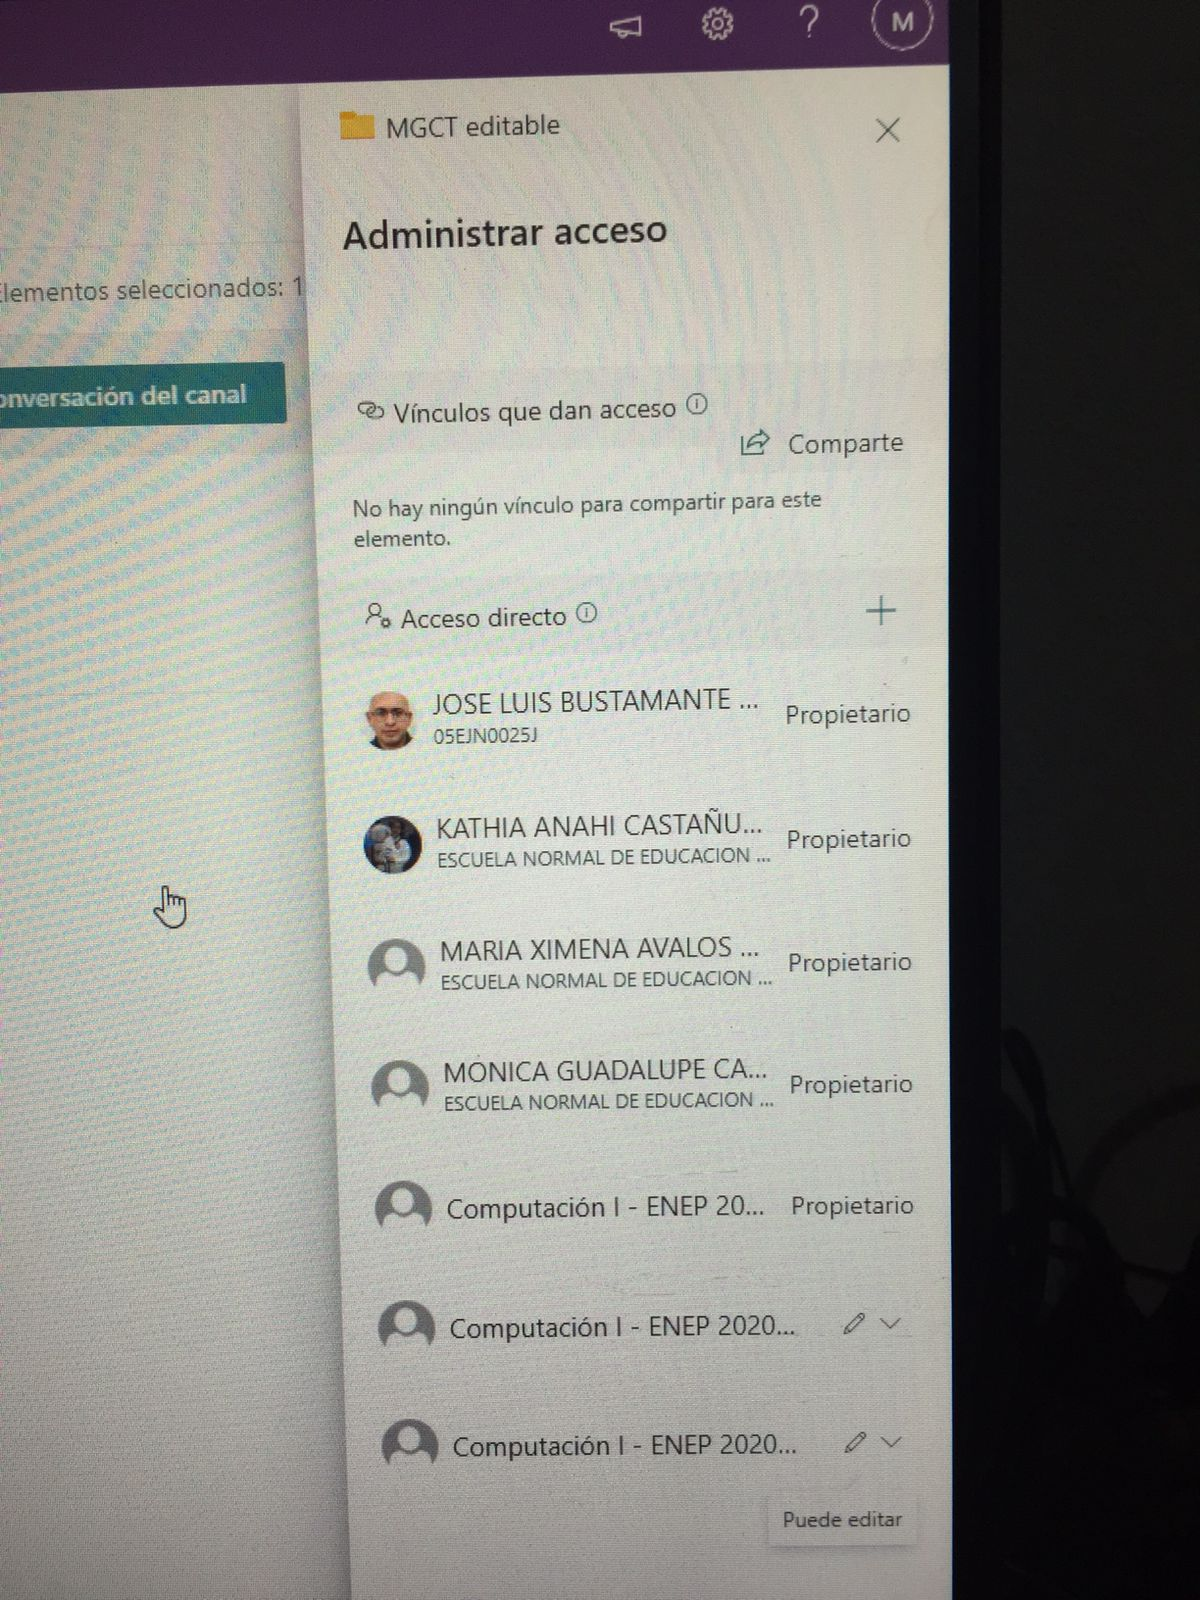 M
MGCT editable
Administrar acceso
Elementos seleccionados: 1
onversación del canal
Vínculos que dan acceso
Comparte
No hay ningún vínculo para compartir para este
elemento.
Acceso directo
JOSE LUIS BUSTAMANTE ... Propietario
05EJN0025J
KATHIA ANAHI CASTAÑU... Propietario
ESCUELA NORMAL DE EDUCACION ...
MARIA XIMENA AVALOS ... Propietario
ESCUELA NORMAL DE EDUCACION ...
MÓNICA GUADALUPE CA... Propietario
ESCUELA NORMAL DE EDUCACION ...
Computación I - ENEP 20... Propietario
Computación I - ENEP 2020...
Computación I - ENEP 2020...
Puede editar